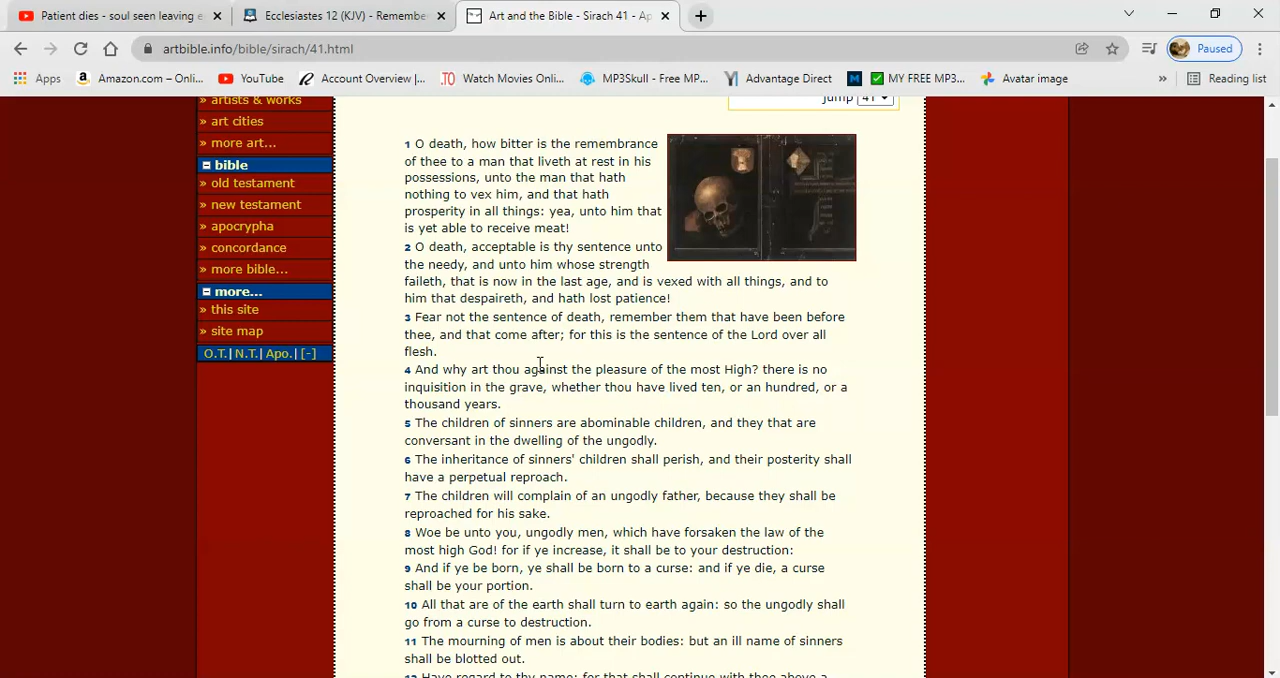 Patient dies - soul seen leaving e
Ecclesiastes 12 (KJV) - Remembe
Art and the Bible - Sirach 41 - Ap
artbible.info/bible/sirach/41.html
Paused
Apps
Amazon.com – Onli...
YouTube
Account Overview |...
Watch Movies Onli...
MP3Skull - Free MP...
Advantage Direct
MY FREE MP3...
Avatar image
»
Reading list
» artists & works
» art cities
» more art...
bible
» old testament
» new testament
» apocrypha
» concordance
» more bible...
more...
» this site
» site map
O.T.| N.T.| Apo.| [-]
jump 41
1 O death, how bitter is the remembrance
of thee to a man that liveth at rest in his
possessions, unto the man that hath
nothing to vex him, and that hath
prosperity in all things: yea, unto him that
is yet able to receive meat!
2 O death, acceptable is thy sentence unto
the needy, and unto him whose strength
faileth, that is now in the last age, and is vexed with all things, and to
him that despaireth, and hath lost patience!
3 Fear not the sentence of death, remember them that have been before
thee, and that come after; for this is the sentence of the Lord over all
flesh.
4 And why art thou against the pleasure of the most High? there is no
inquisition in the grave, whether thou have lived ten, or an hundred, or a
thousand years.
5 The children of sinners are abominable children, and they that are
conversant in the dwelling of the ungodly.
6 The inheritance of sinners' children shall perish, and their posterity shall
have a perpetual reproach.
7 The children will complain of an ungodly father, because they shall be
reproached for his sake.
8 Woe be unto you, ungodly men, which have forsaken the law of the
most high God! for if ye increase, it shall be to your destruction:
9 And if ye be born, ye shall be born to a curse: and if ye die, a curse
shall be your portion.
10 All that are of the earth shall turn to earth again: so the ungodly shall
go from a curse to destruction.
11 The mourning of men is about their bodies: but an ill name of sinners
shall be blotted out.
12 Have regard to thy name; for that shall continue with thee above a